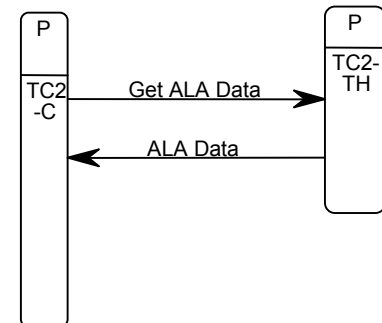 P
TC2
-C
Get ALA Data
ALA Data
P
TC2-
TH